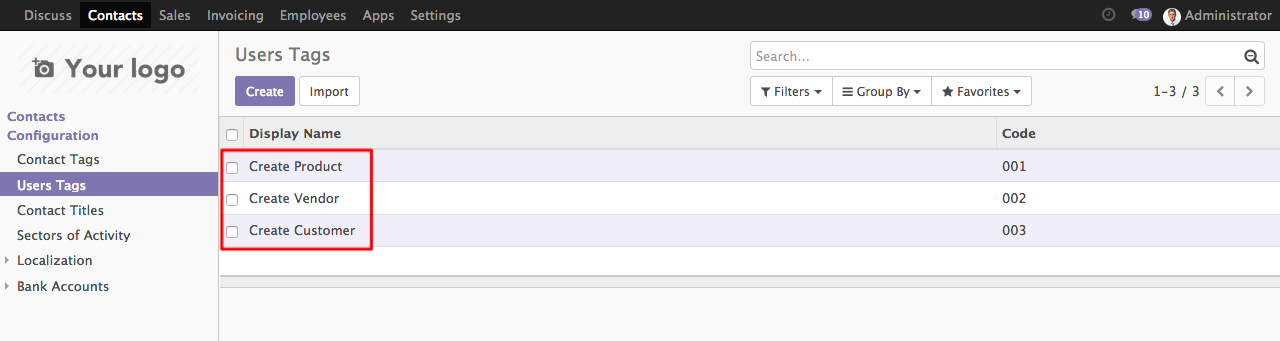 Discuss Contacts Sales Invoicing Employees Apps Settings 10 Administrator
Your logo
Contacts
Configuration
Contact Tags
Users Tags
Contact Titles
Sectors of Activity
Localization
Bank Accounts
Users Tags
Search...
Create Import
Filters Group By Favorites 1-3 / 3
Display Name Code
Create Product 001
Create Vendor 002
Create Customer 003